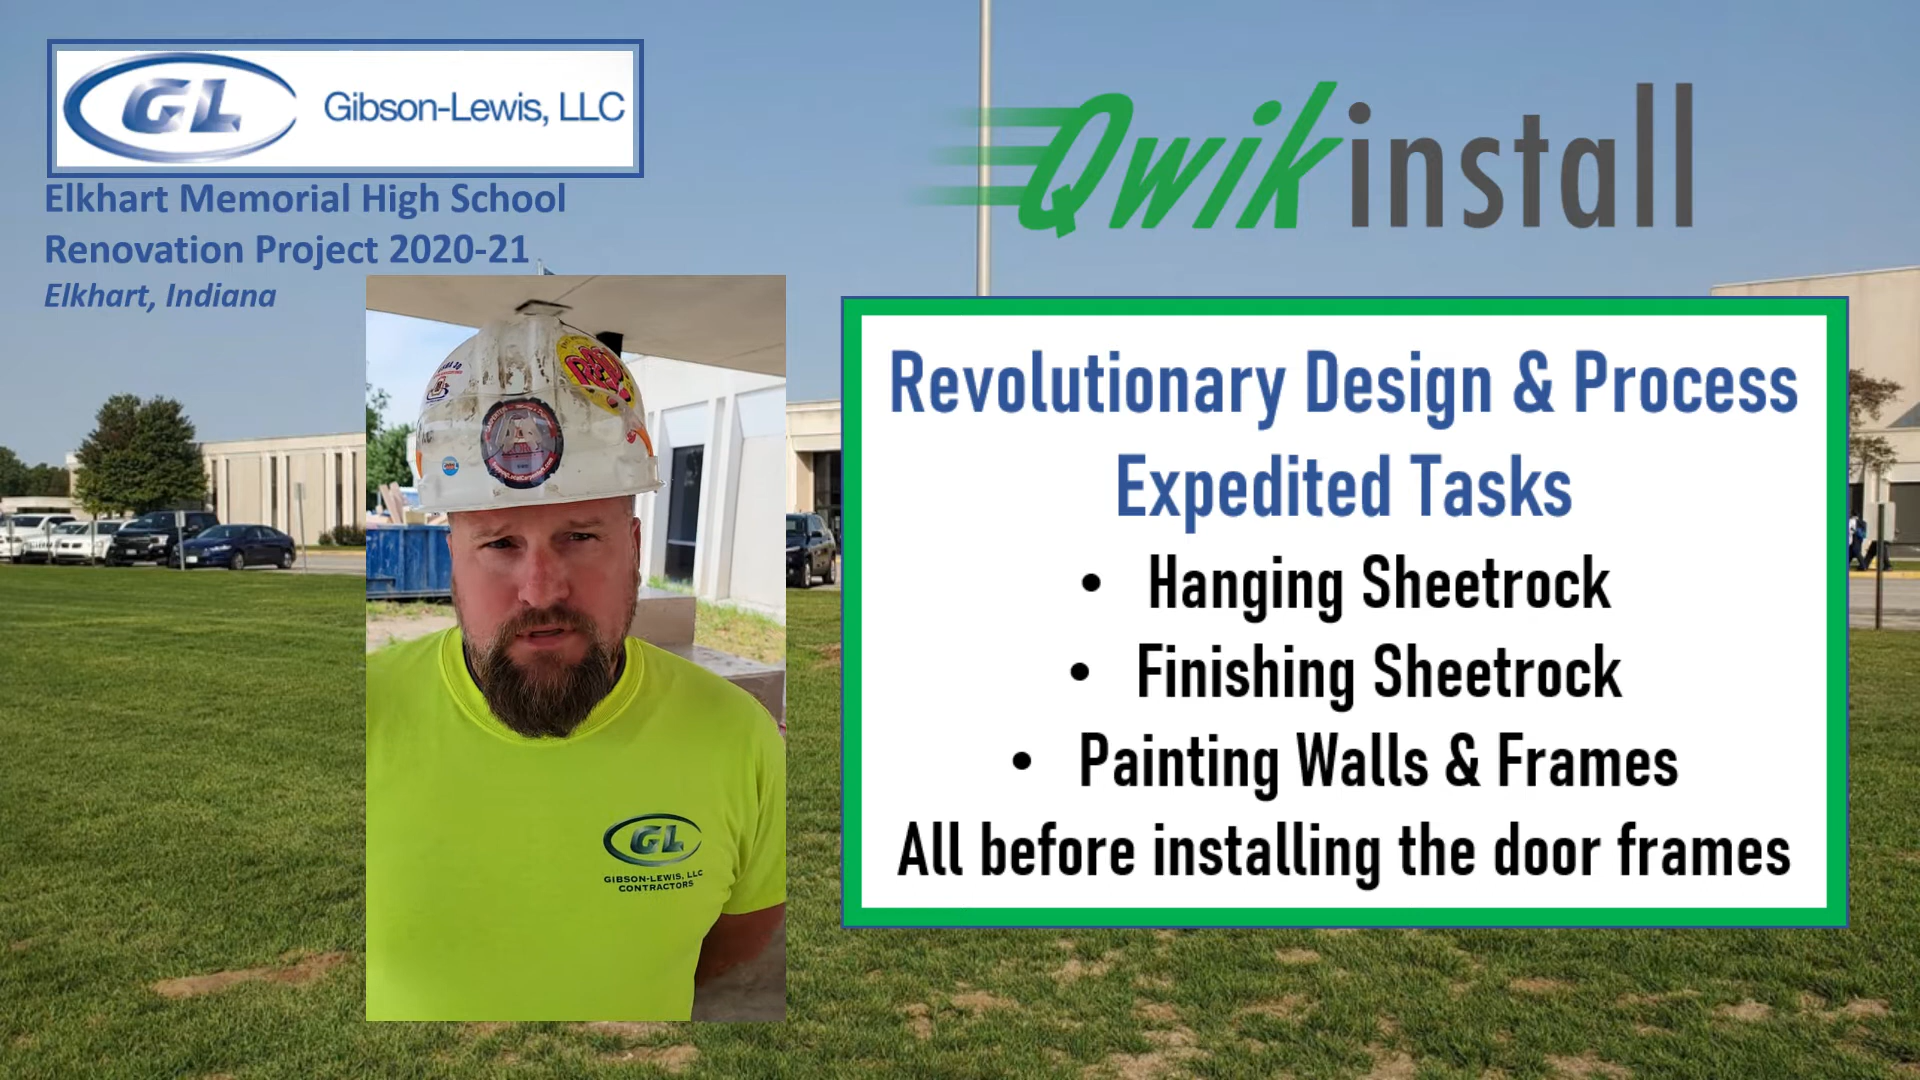 GL
Gibson-Lewis, LLC
Elkhart Memorial High School
Renovation Project 2020-21
Elkhart, Indiana
Qwikinstall
Revolutionary Design & Process
Expedited Tasks
• Hanging Sheetrock
• Finishing Sheetrock
• Painting Walls & Frames
All before installing the door frames
GL
GIBSON-LEWIS, LLC
CONTRACTORS